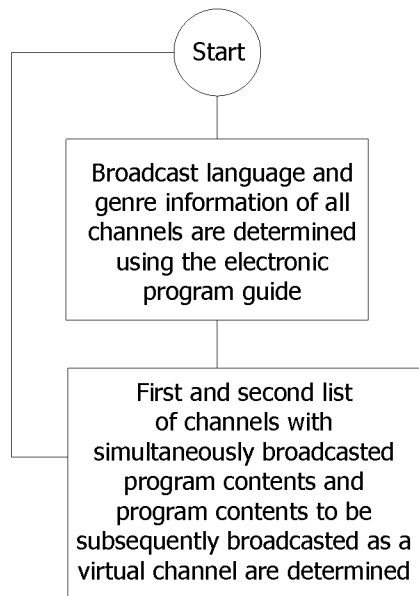 Start
Broadcast language and
genre information of all
channels are determined
using the electronic
program guide
First and second list
of channels with
simultaneously broadcasted
program contents and
program contents to be
subsequently broadcasted as a
virtual channel are determined